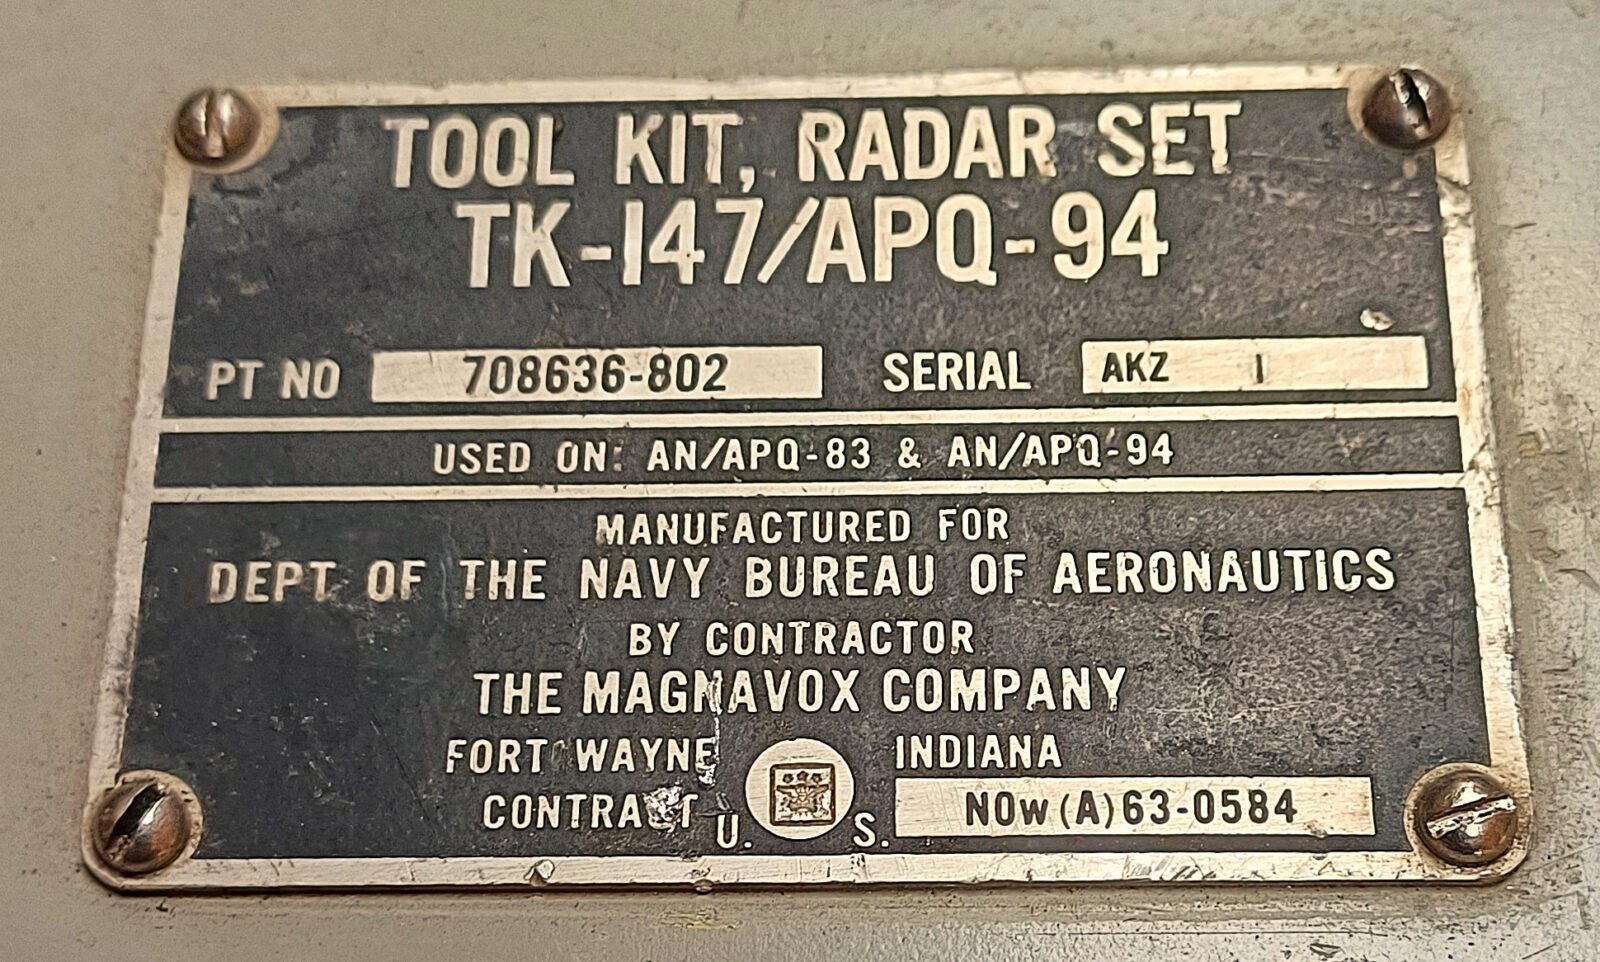 TOOL KIT, RADAR SET
TK-147/APQ-94
PT NO 708636-802 SERIAL AKZ 1
USED ON: AN/APQ-83 & AN/APQ-94
MANUFACTURED FOR
DEPT. OF THE NAVY BUREAU OF AERONAUTICS
BY CONTRACTOR
THE MAGNAVOX COMPANY
FORT WAYNE INDIANA
CONTRACT U. S. NOw (A) 63-0584